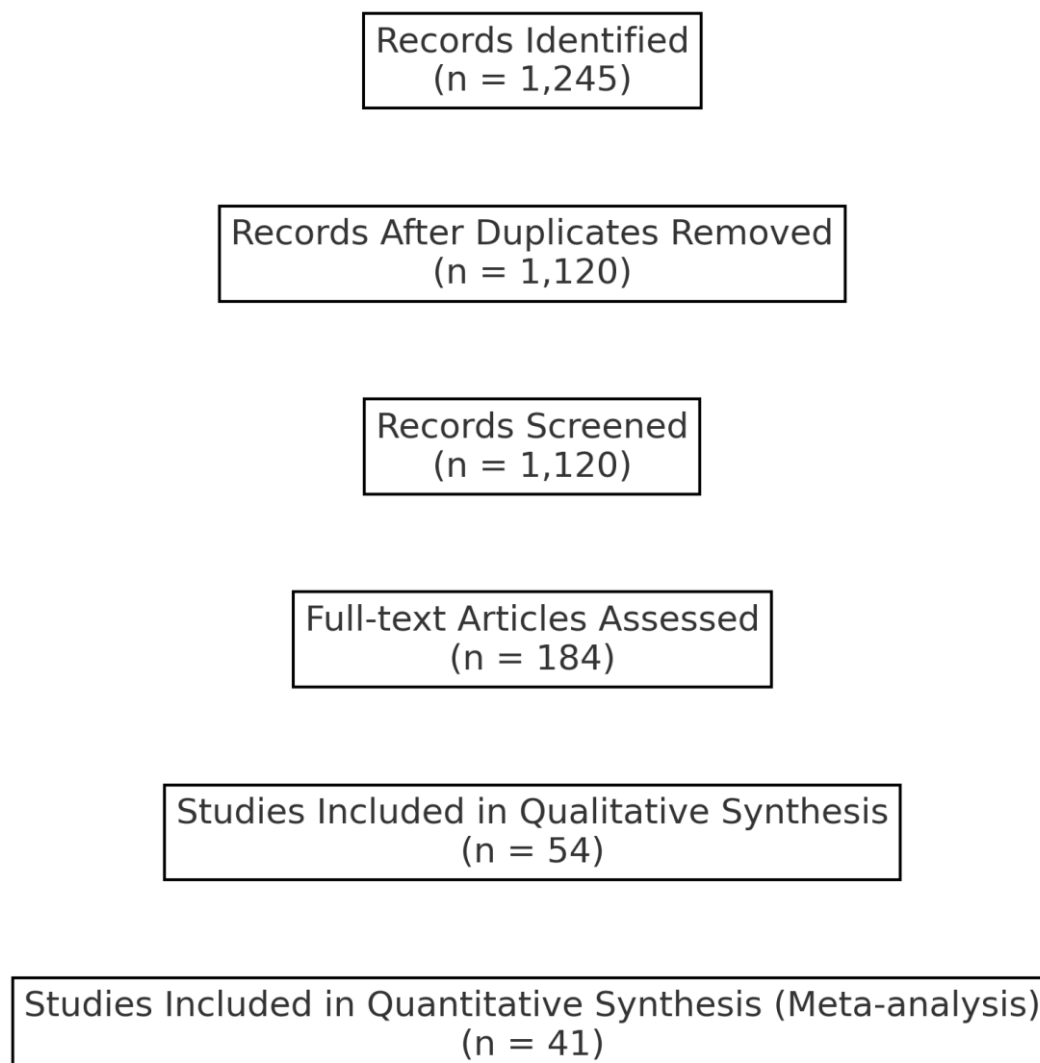 Records Identified
(n = 1,245)
Records After Duplicates Removed
(n = 1,120)
Records Screened
(n = 1,120)
Full-text Articles Assessed
(n = 184)
Studies Included in Qualitative Synthesis
(n = 54)
Studies Included in Quantitative Synthesis (Meta-analysis)
(n = 41)